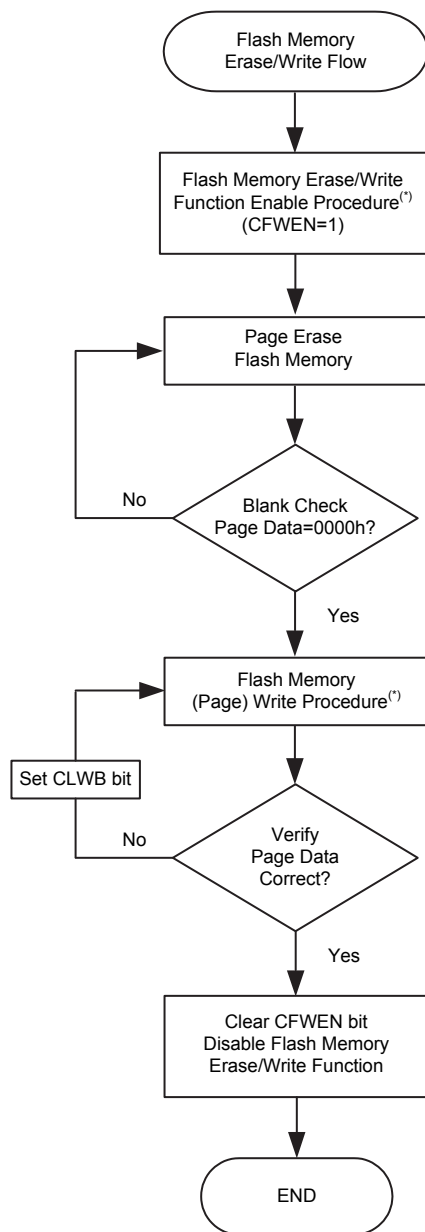 Flash Memory
Erase/Write Flow
Flash Memory Erase/Write
Function Enable Procedure(*)
(CFWEN=1)
Page Erase
Flash Memory
No
Blank Check
Page Data=0000h?
Yes
Flash Memory
(Page) Write Procedure(*)
Set CLWB bit
No
Verify
Page Data
Correct?
Yes
Clear CFWEN bit
Disable Flash Memory
Erase/Write Function
END